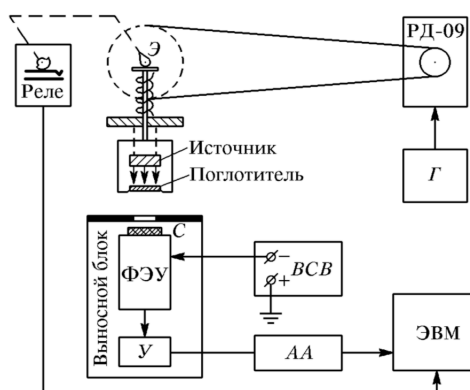 Э
РД-09
Реле
Источник
Поглотитель
Г
С
Выносной блок
ФЭУ
−
+
ВСВ
ЭВМ
У
АА